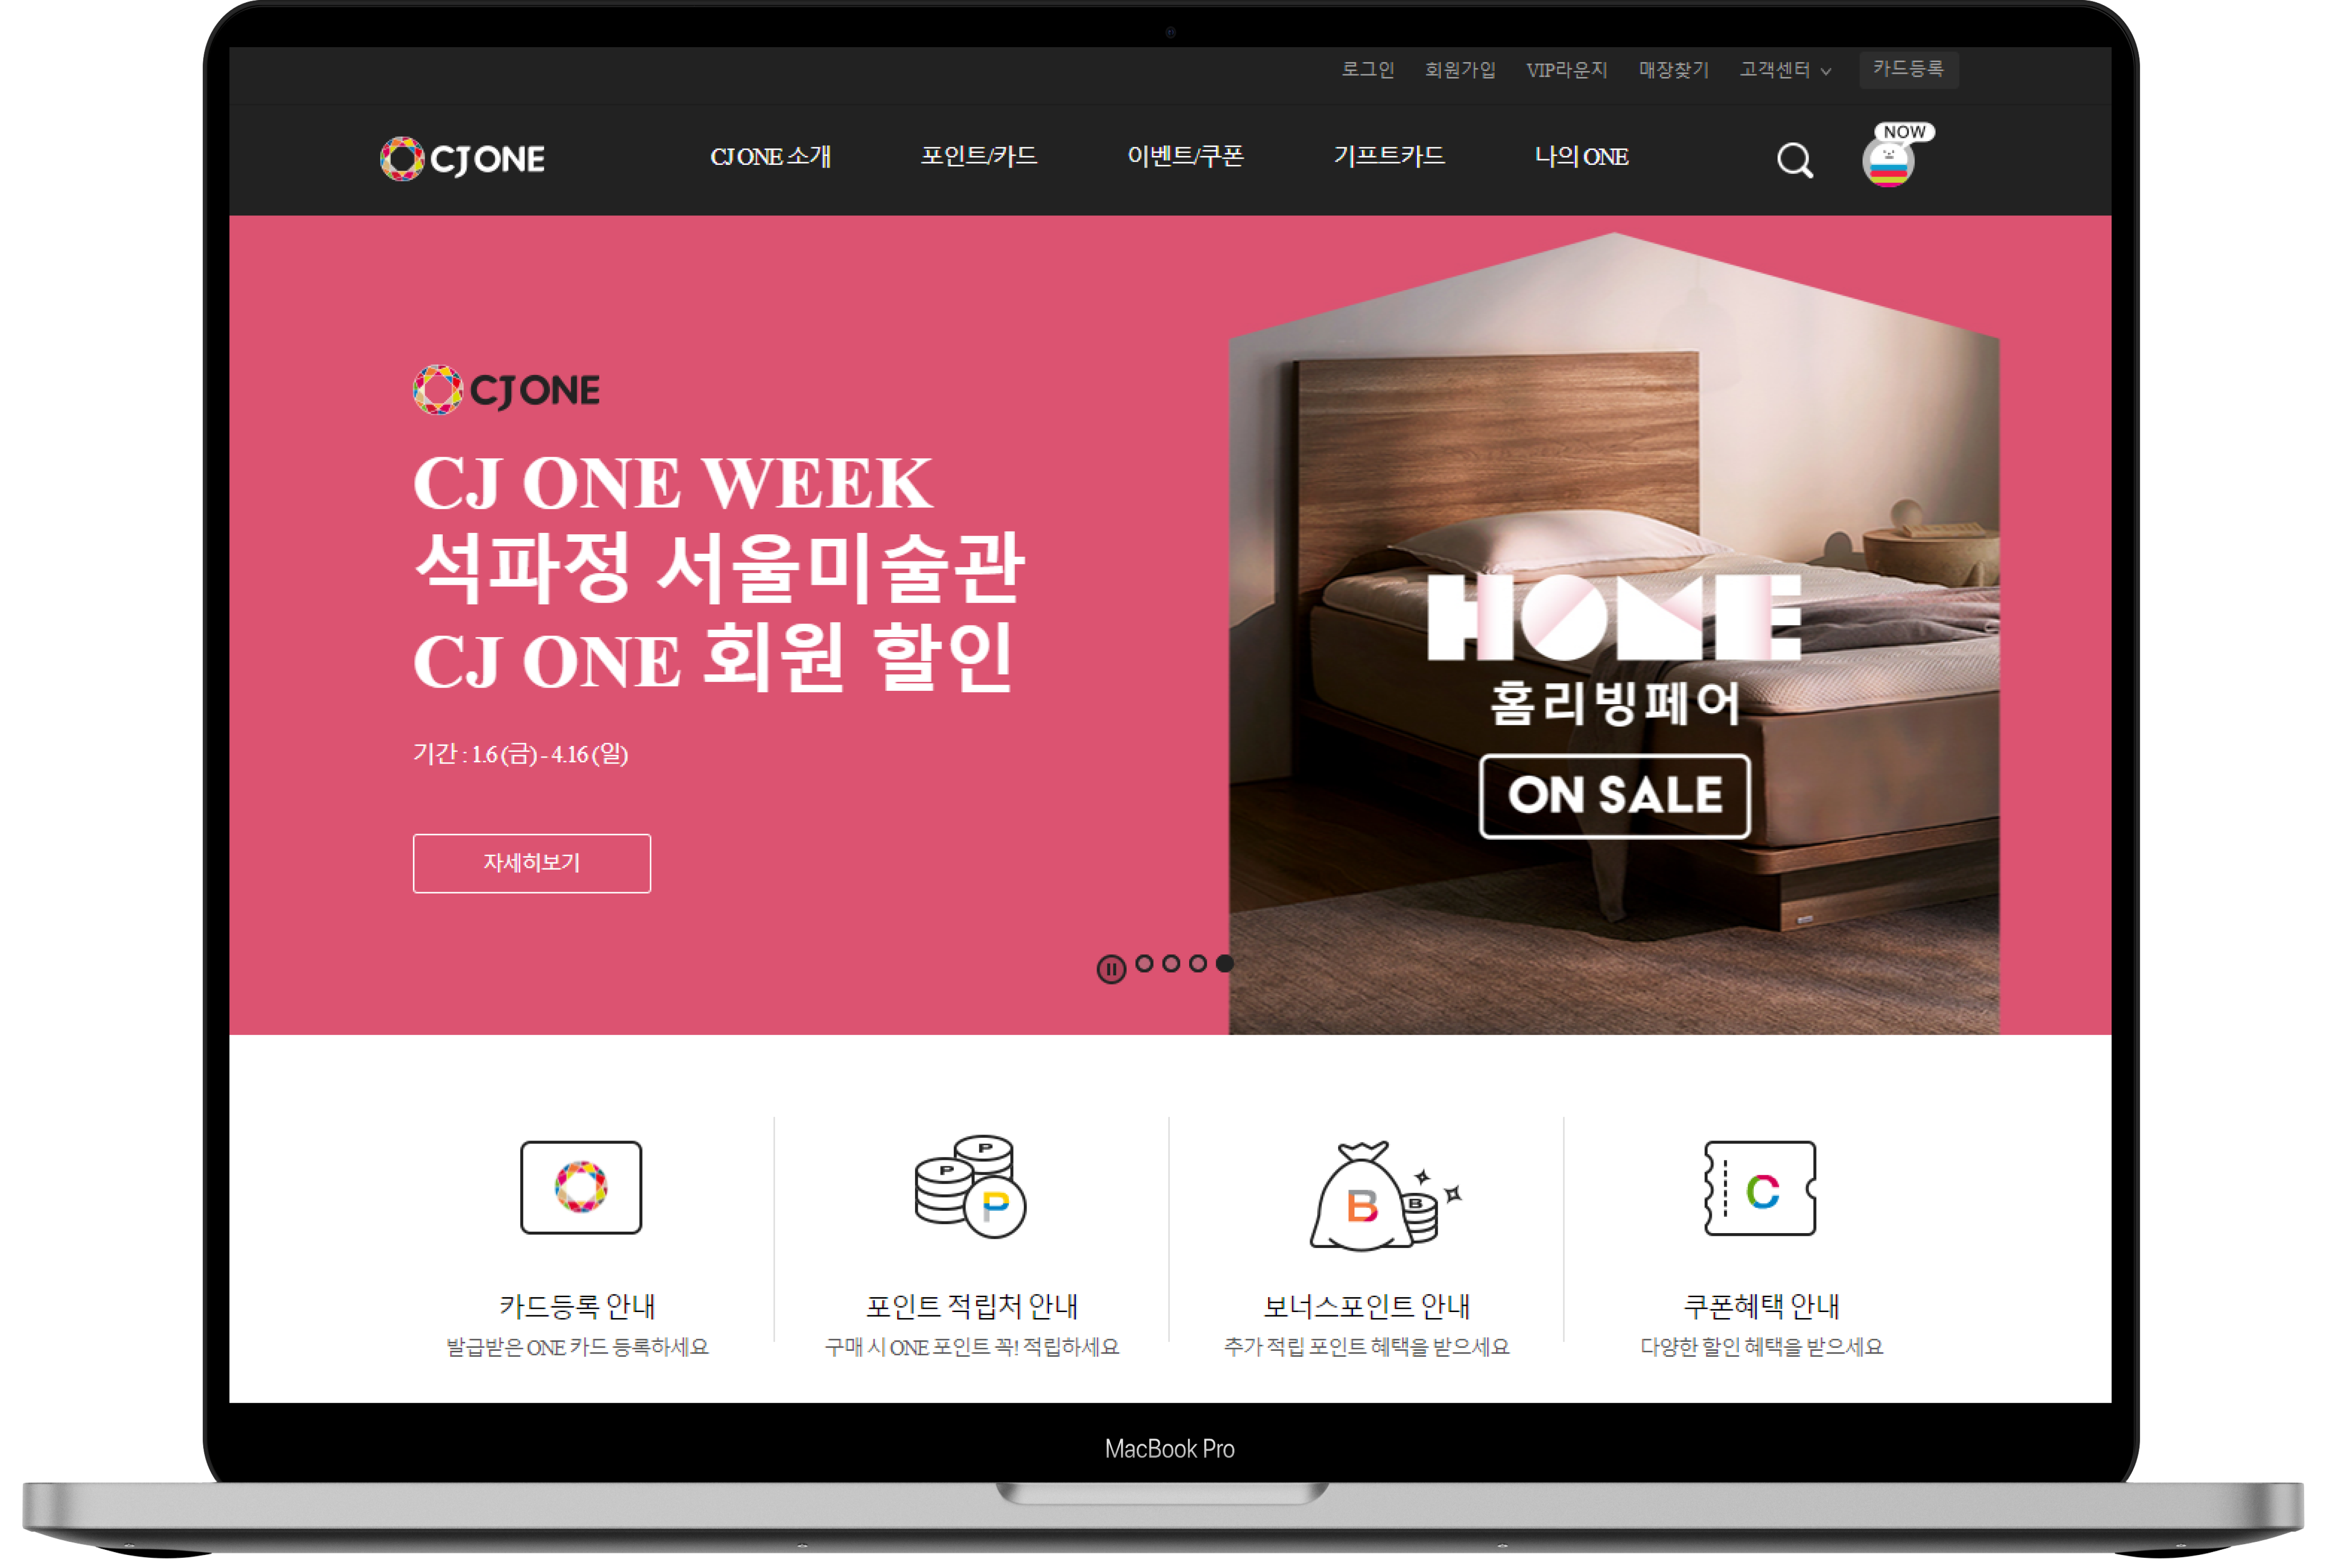 로그인 회원가입 VIP라운지 매장찾기 고객센터 카드등록
CJ ONE CJ ONE 소개 포인트/카드 이벤트/쿠폰 기프트카드 나의 ONE NOW
CJ ONE
CJ ONE WEEK
석파정 서울미술관
CJ ONE 회원 할인
기간 : 1.6 (금) - 4.16 (일)
자세히보기
HOME
홈리빙페어
ON SALE
P
P
P
B
B
C
카드등록 안내 포인트 적립처 안내 보너스포인트 안내 쿠폰혜택 안내
발급받은 ONE 카드 등록하세요 구매 시 ONE 포인트 꼭! 적립하세요 추가 적립 포인트 혜택을 받으세요 다양한 할인 혜택을 받으세요
MacBook Pro